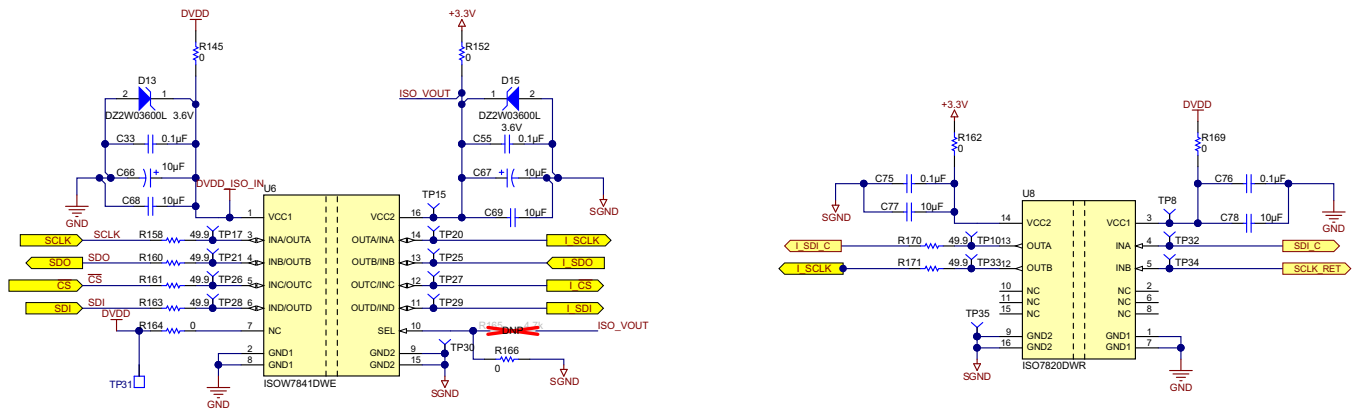 DVDD
R145
0
D13
2 1
DZ2W03600L 3.6V
C33 0.1µF
C66 + 10µF
C68 10µF
GND
DVDD_ISO_IN
+3.3V
R152
0
ISO_VOUT
D15
1 2
DZ2W03600L
3.6V
C55 0.1µF
C67 + 10µF
C69 10µF
SGND
TP15
U6
1 VCC1 VCC2 16
SCLK SCLK R158 49.9 TP17 3 INA/OUTA OUTA/INA 14 TP20 I_SCLK
SDO SDO R160 49.9 TP21 4 INB/OUTB OUTB/INB 13 TP25 I_SDO
CS CS R161 49.9 TP26 5 INC/OUTC OUTC/INC 12 TP27 I_CS
SDI SDI R163 49.9 TP28 6 IND/OUTD OUTD/IND 11 TP29 I_SDI
DVDD R164 0 7 NC SEL 10 R165 4.7k DNP ISO_VOUT
TP31
2 GND1 GND2 9 TP30
8 GND1 GND2 15
R166
0
SGND
GND
ISOW7841DWE
SGND
+3.3V
R162
0
C75 0.1µF
C77 10µF
SGND
DVDD
R169
0
C76 0.1µF
C78 10µF
GND
U8
TP8
14 VCC2 VCC1 3
I_SDI_C R170 49.9 TP10 13 OUTA INA 4 TP32 SDI_C
I_SCLK R171 49.9 TP33 12 OUTB INB 5 TP34 SCLK_RET
10 NC NC 2
11 NC NC 6
15 NC NC 8
TP35
9 GND2 GND1 1
16 GND2 GND1 7
SGND
ISO7820DWR
GND